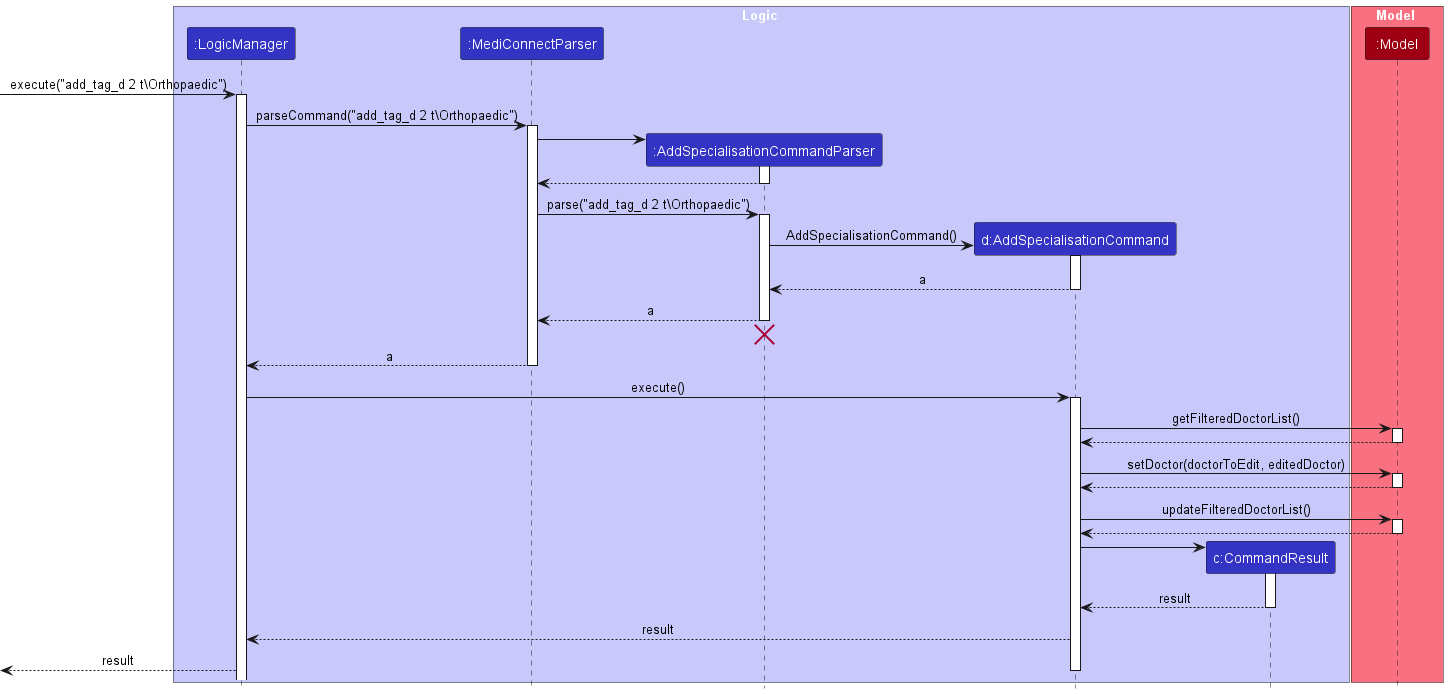 Logic
Model
:LogicManager
:MediConnectParser
:Model
execute("add_tag_d 2 t\Orthopaedic")
parseCommand("add_tag_d 2 t\Orthopaedic")
:AddSpecialisationCommandParser
parse("add_tag_d 2 t\Orthopaedic")
AddSpecialisationCommand()
d:AddSpecialisationCommand
a
a
a
execute()
getFilteredDoctorList()
setDoctor(doctorToEdit, editedDoctor)
updateFilteredDoctorList()
c:CommandResult
result
result
result